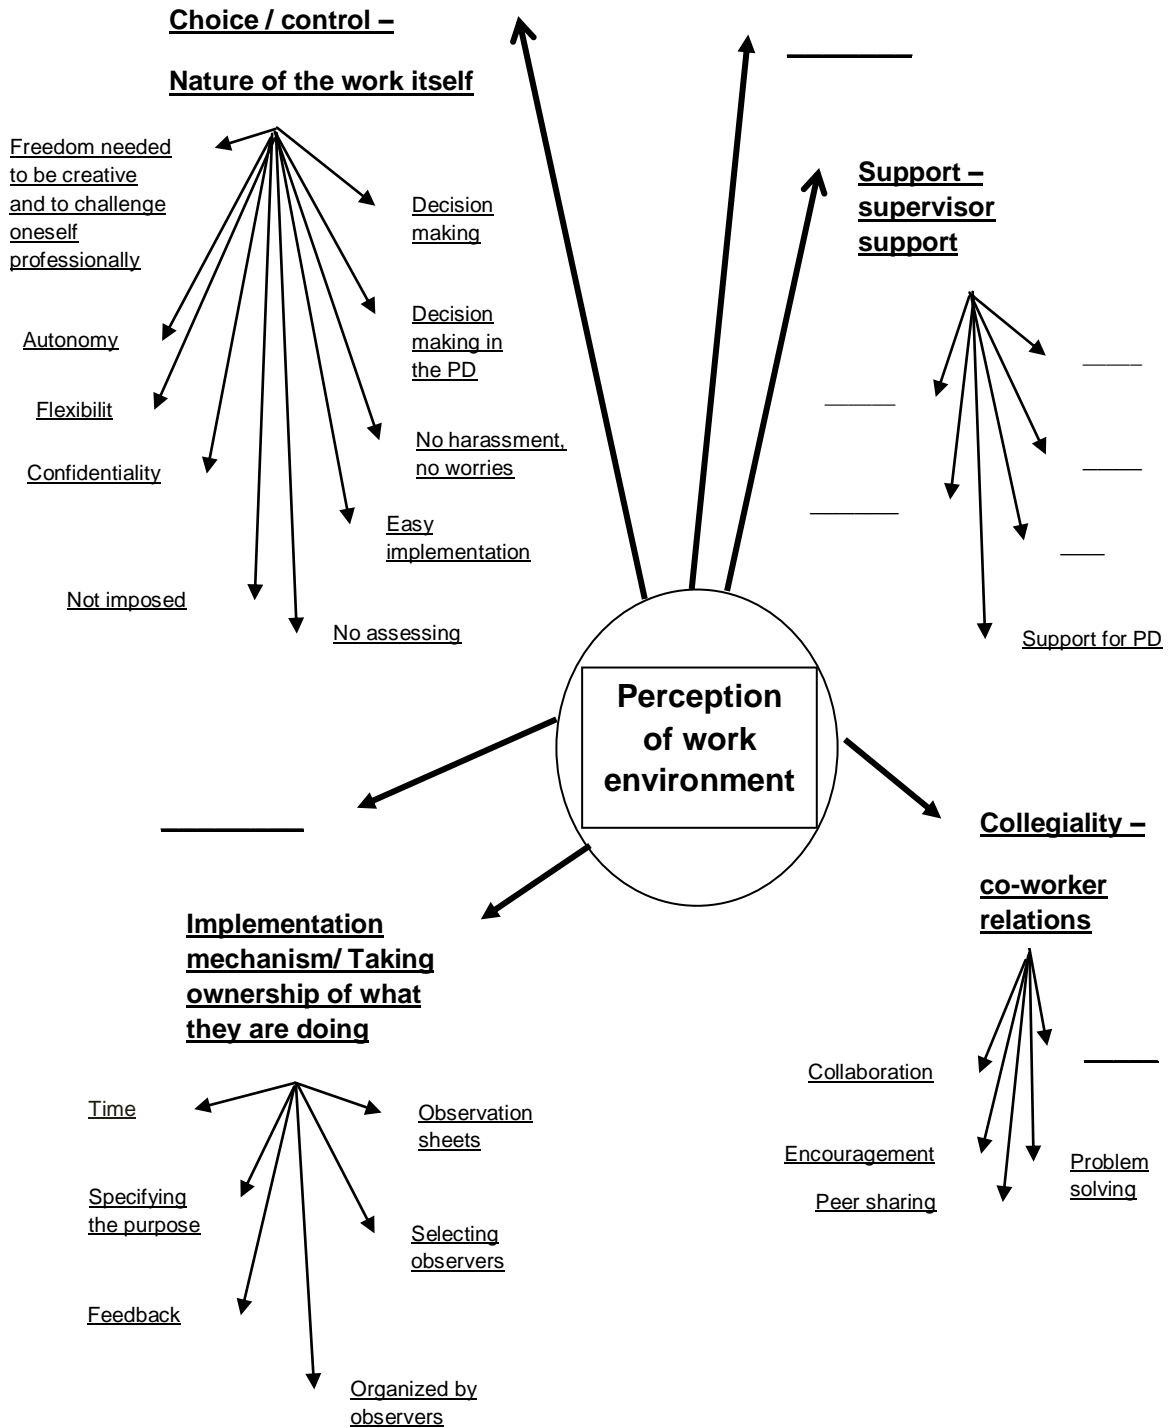 Choice / control –
Nature of the work itself
Freedom needed
to be creative
and to challenge
oneself
professionally
Decision
making
Autonomy
Decision
making in
the PD
Flexibilit
No harassment,
no worries
Confidentiality
Easy
implementation
Not imposed
No assessing
Support –
supervisor
support
Support for PD
Perception
of work
environment
Collegiality –
co-worker
relations
Collaboration
Encouragement
Peer sharing
Problem
solving
Implementation
mechanism/ Taking
ownership of what
they are doing
Time
Observation
sheets
Specifying
the purpose
Selecting
observers
Feedback
Organized by
observers